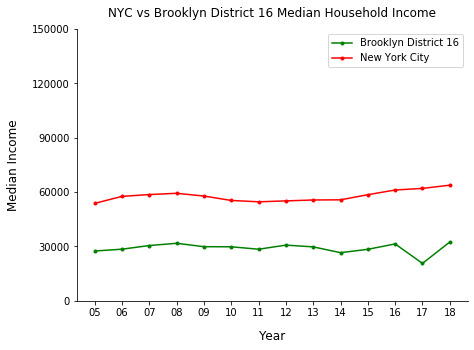 NYC vs Brooklyn District 16 Median Household Income
150000
120000
90000
60000
30000
0
Median Income
Brooklyn District 16
New York City
05 06 07 08 09 10 11 12 13 14 15 16 17 18
Year